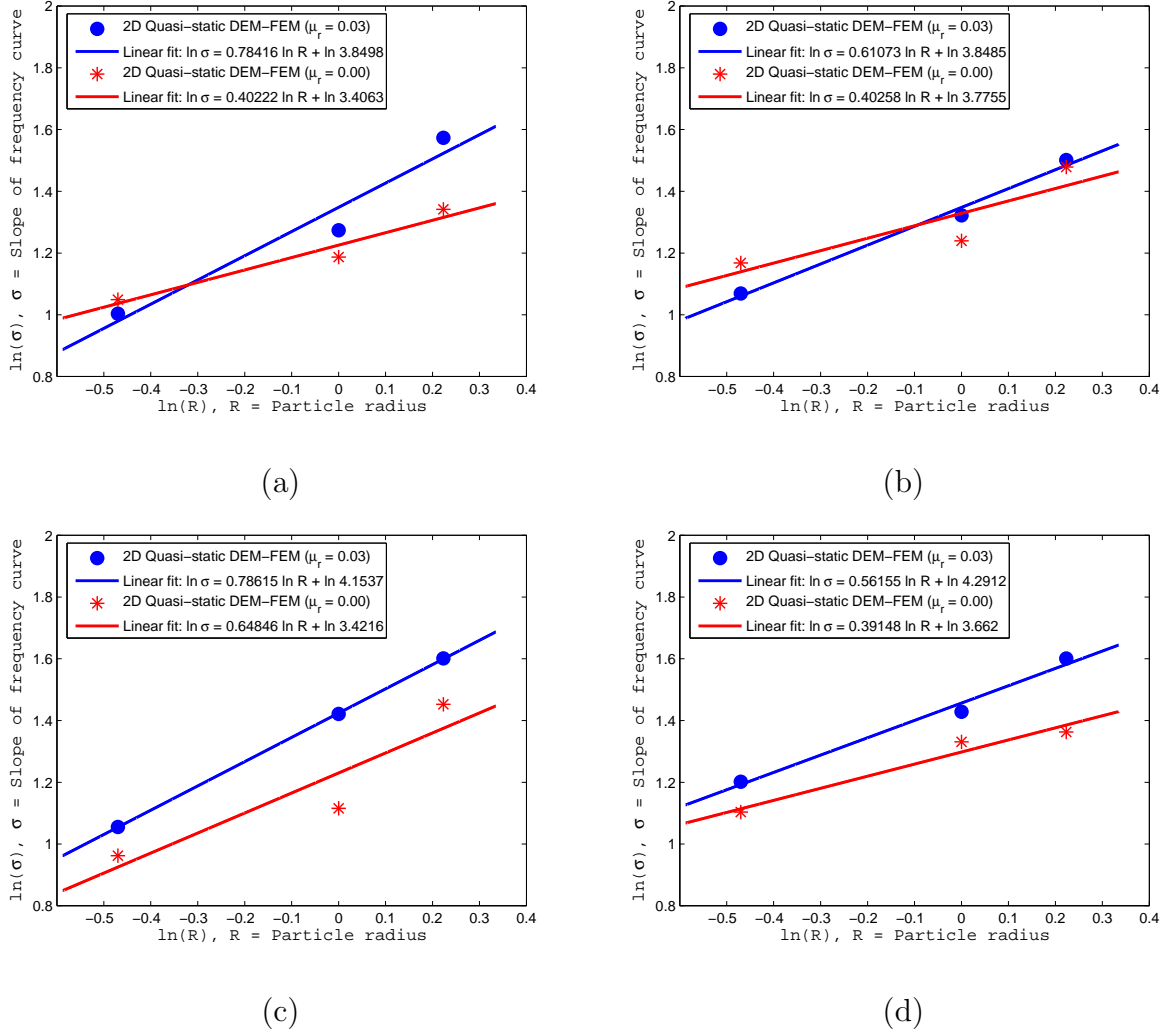 2D Quasi−static DEM−FEM (μr = 0.03)
Linear fit: ln σ = 0.78416 ln R + ln 3.8498
2D Quasi−static DEM−FEM (μr = 0.00)
Linear fit: ln σ = 0.40222 ln R + ln 3.4063
ln(σ), σ = Slope of frequency curve
2
1.8
1.6
1.4
1.2
1
0.8
−0.5 −0.4 −0.3 −0.2 −0.1 0 0.1 0.2 0.3 0.4
ln(R), R = Particle radius
(a)
2D Quasi−static DEM−FEM (μr = 0.03)
Linear fit: ln σ = 0.61073 ln R + ln 3.8485
2D Quasi−static DEM−FEM (μr = 0.00)
Linear fit: ln σ = 0.40258 ln R + ln 3.7755
ln(σ), σ = Slope of frequency curve
2
1.8
1.6
1.4
1.2
1
0.8
−0.5 −0.4 −0.3 −0.2 −0.1 0 0.1 0.2 0.3 0.4
ln(R), R = Particle radius
(b)
2D Quasi−static DEM−FEM (μr = 0.03)
Linear fit: ln σ = 0.78615 ln R + ln 4.1537
2D Quasi−static DEM−FEM (μr = 0.00)
Linear fit: ln σ = 0.64846 ln R + ln 3.4216
ln(σ), σ = Slope of frequency curve
2
1.8
1.6
1.4
1.2
1
0.8
−0.5 −0.4 −0.3 −0.2 −0.1 0 0.1 0.2 0.3 0.4
ln(R), R = Particle radius
(c)
2D Quasi−static DEM−FEM (μr = 0.03)
Linear fit: ln σ = 0.56155 ln R + ln 4.2912
2D Quasi−static DEM−FEM (μr = 0.00)
Linear fit: ln σ = 0.39148 ln R + ln 3.662
ln(σ), σ = Slope of frequency curve
2
1.8
1.6
1.4
1.2
1
0.8
−0.5 −0.4 −0.3 −0.2 −0.1 0 0.1 0.2 0.3 0.4
ln(R), R = Particle radius
(d)